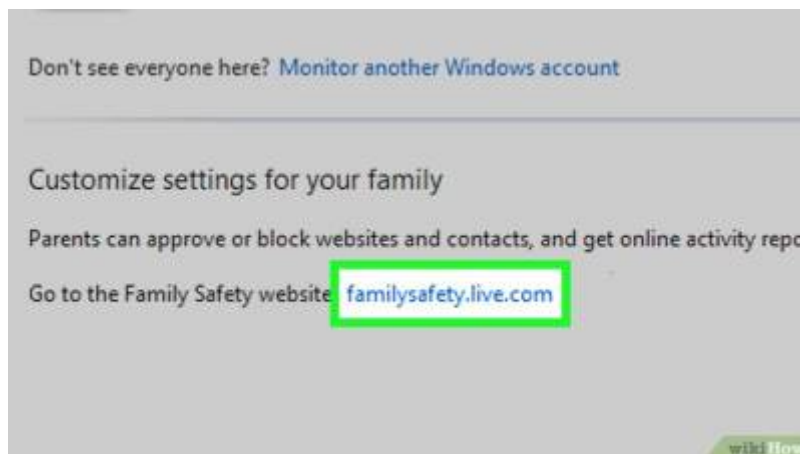 Don't see everyone here? Monitor another Windows account
Customize settings for your family
Parents can approve or block websites and contacts, and get online activity repo
Go to the Family Safety website familysafety.live.com
wikiHow